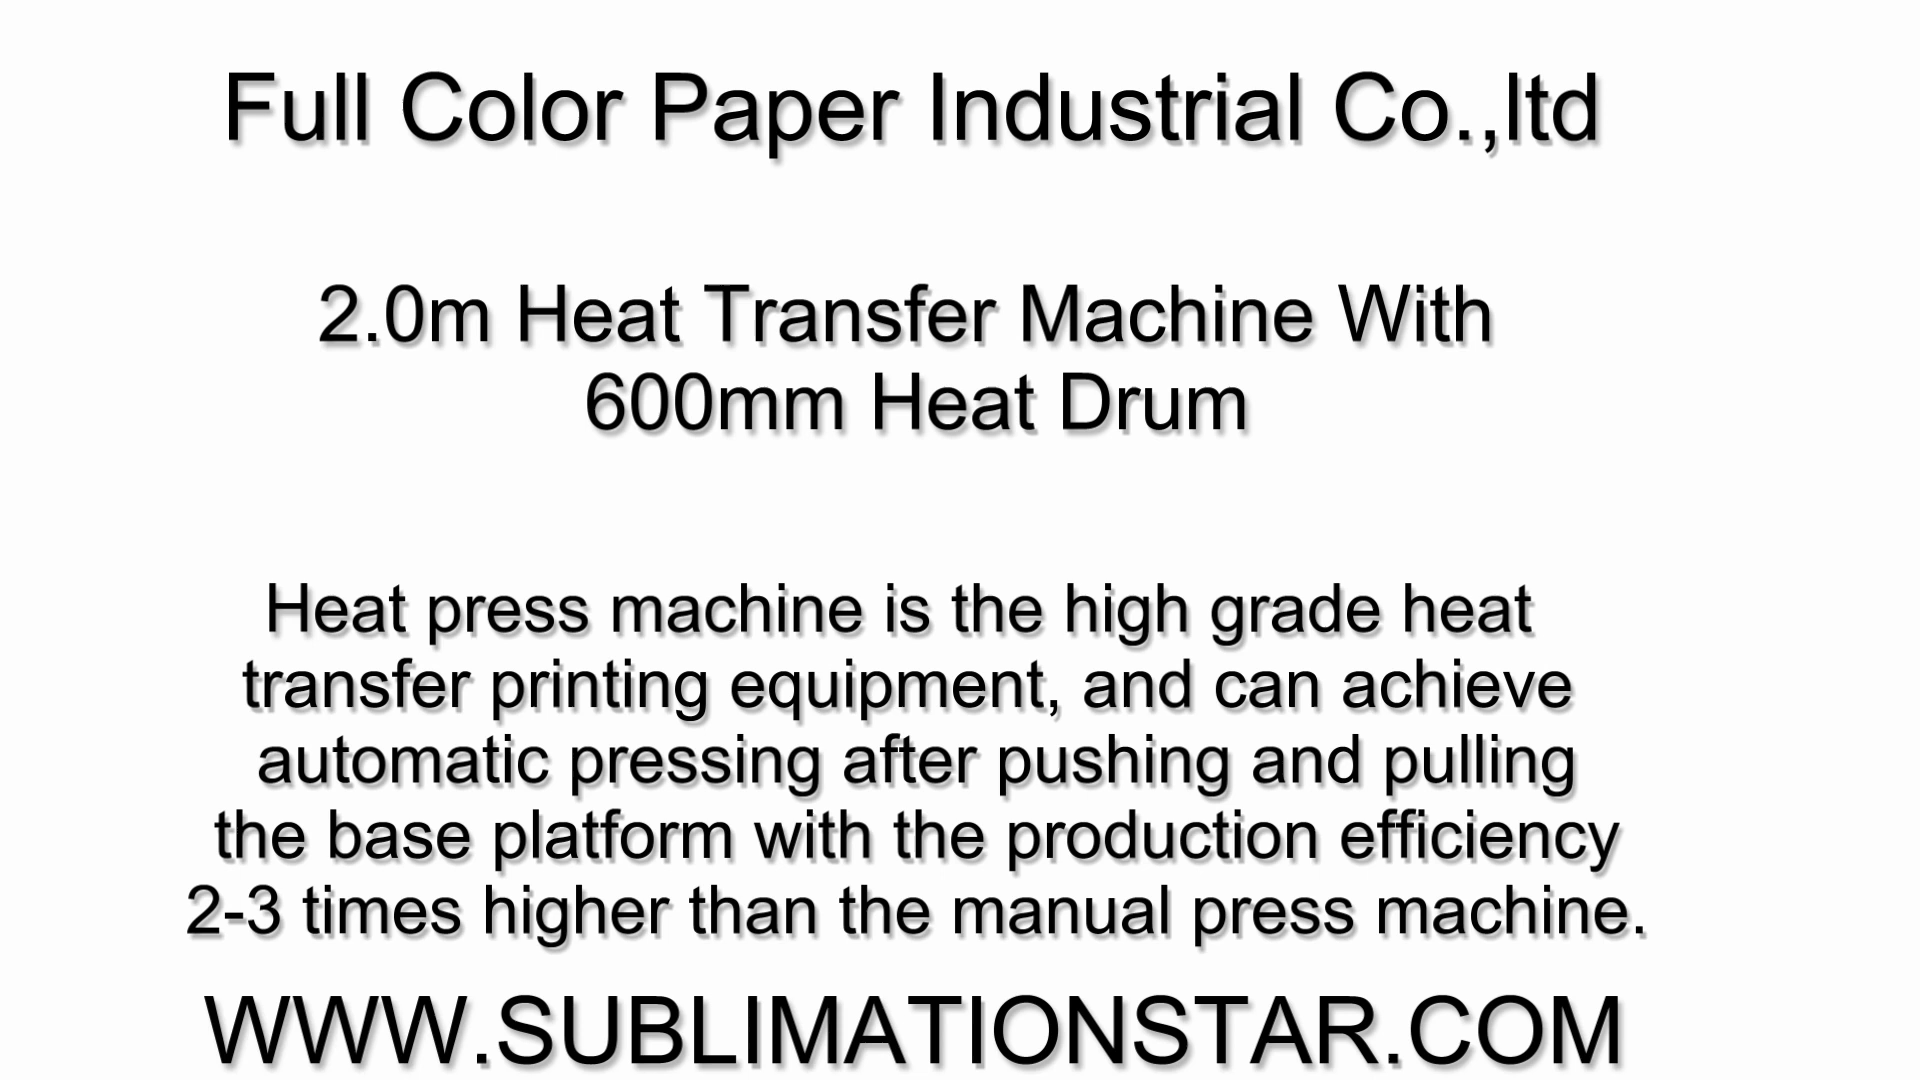 Full Color Paper Industrial Co.,ltd
2.0m Heat Transfer Machine With
600mm Heat Drum
Heat press machine is the high grade heat
transfer printing equipment, and can achieve
automatic pressing after pushing and pulling
the base platform with the production efficiency
2-3 times higher than the manual press machine.
WWW.SUBLIMATIONSTAR.COM